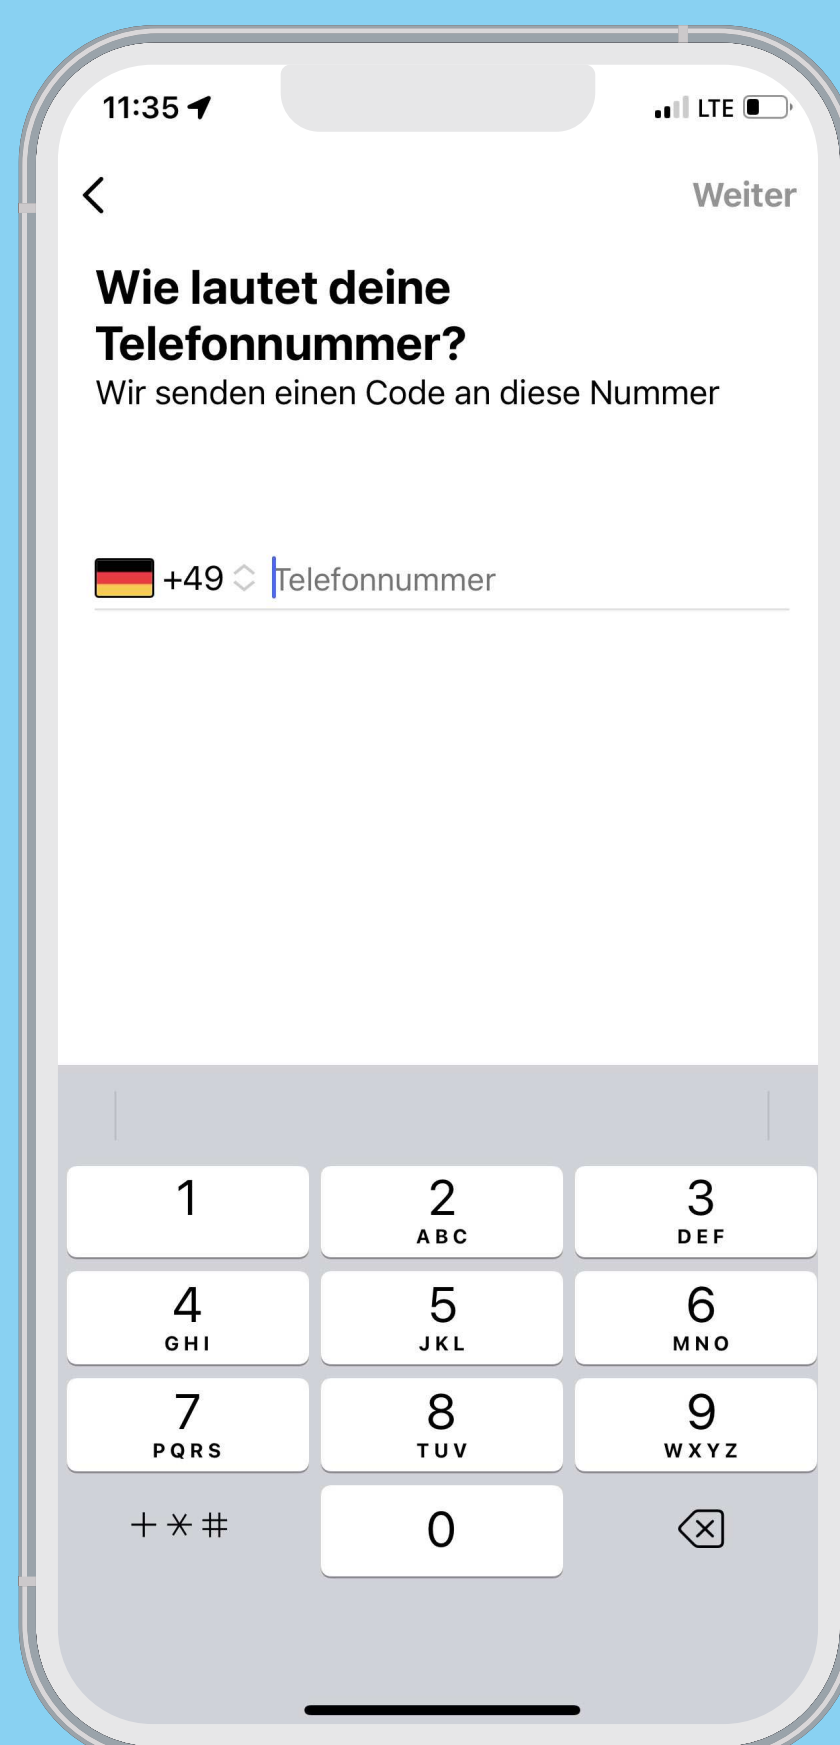 11:35 LTE
Weiter
Wie lautet deine
Telefonnummer?
Wir senden einen Code an diese Nummer
+49 Telefonnummer
1 2 3
ABC DEF
4 5 6
GHI JKL MNO
7 8 9
PQRS TUV WXYZ
+*# 0